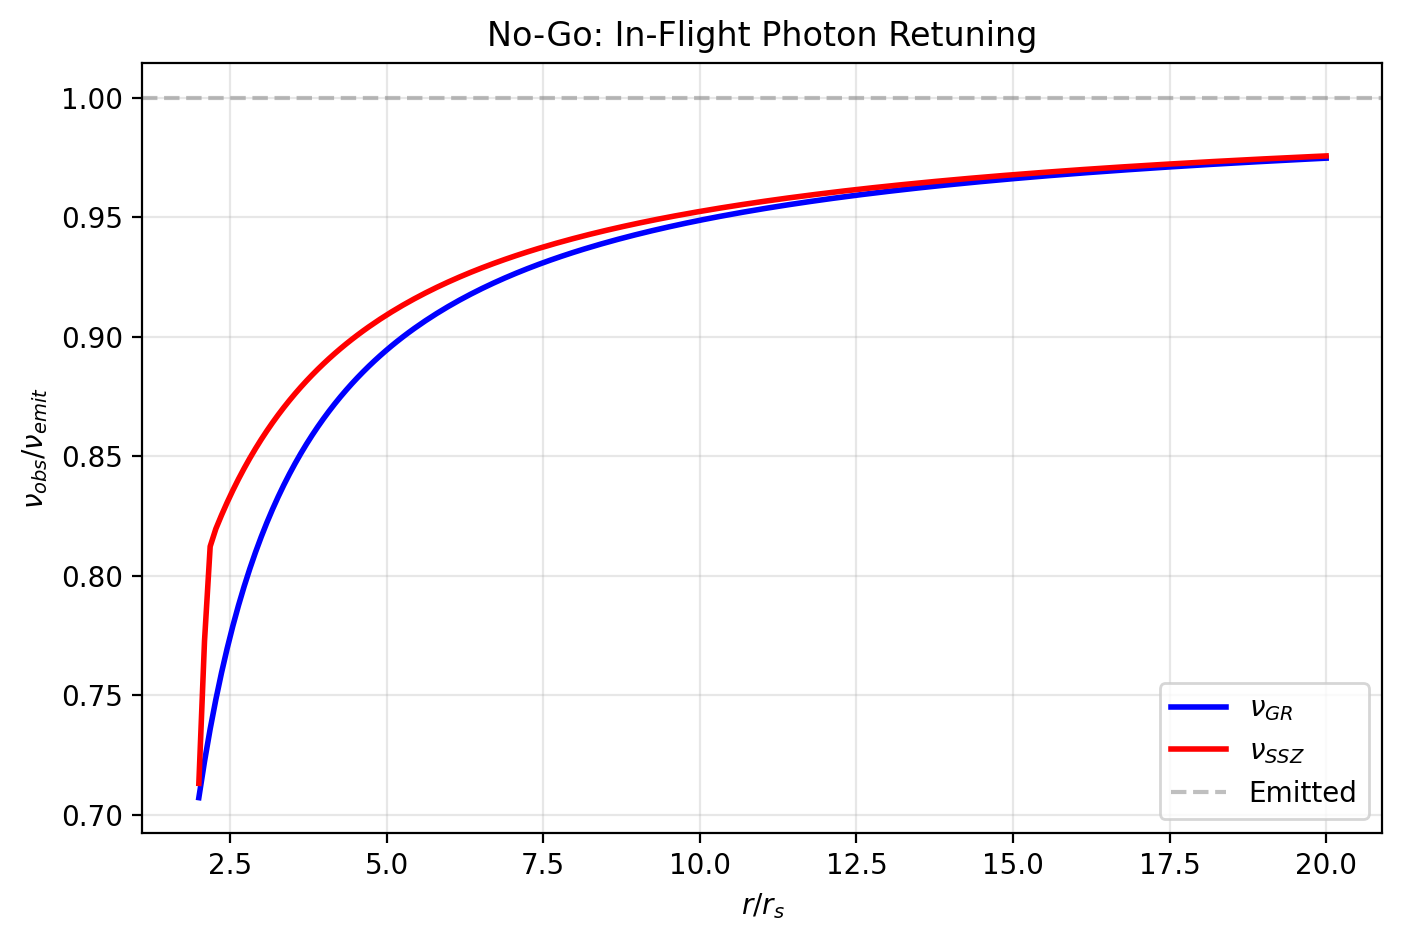 No-Go: In-Flight Photon Retuning
1.00
0.95
0.90
0.85
0.80
0.75
0.70
ν_obs/ν_emit
2.5 5.0 7.5 10.0 12.5 15.0 17.5 20.0
r/r_s
ν_GR
ν_SSZ
Emitted